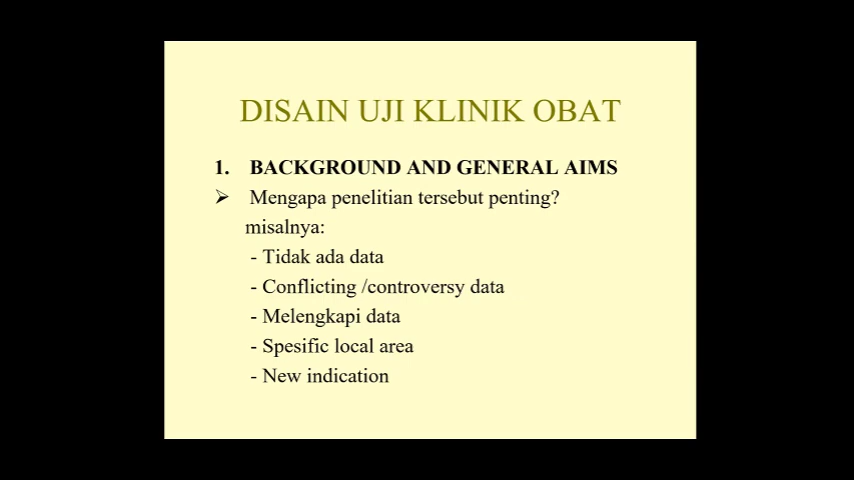 DISAIN UJI KLINIK OBAT
1. BACKGROUND AND GENERAL AIMS
➢ Mengapa penelitian tersebut penting?
misalnya:
- Tidak ada data
- Conflicting /controversy data
- Melengkapi data
- Spesific local area
- New indication